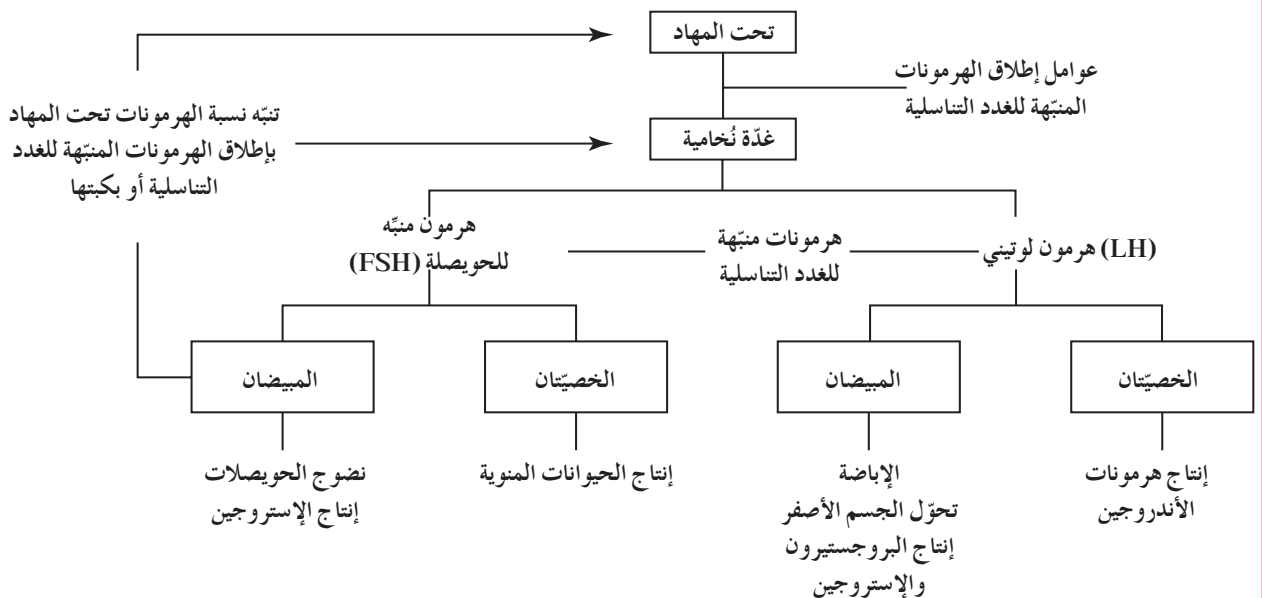 تحت المهاد
عوامل إطلاق الهرمونات
المنبّهة للغدد التناسلية
تنبّه نسبة الهرمونات تحت المهاد
بإطلاق الهرمونات المنبّهة للغدد
التناسلية أو بكبتها
غدّة نُخامية
(LH) هرمون لوتيني
هرمونات منبّهة
للغدد التناسلية
هرمون منبِّه
للحويصلة (FSH)
الخصيّتان
المبيضان
الخصيّتان
المبيضان
إنتاج هرمونات
الأندروجين
الإباضة
تحوّل الجسم الأصفر
إنتاج البروجستيرون
والإستروجين
إنتاج الحيوانات المنوية
نضوج الحويصلات
إنتاج الإستروجين